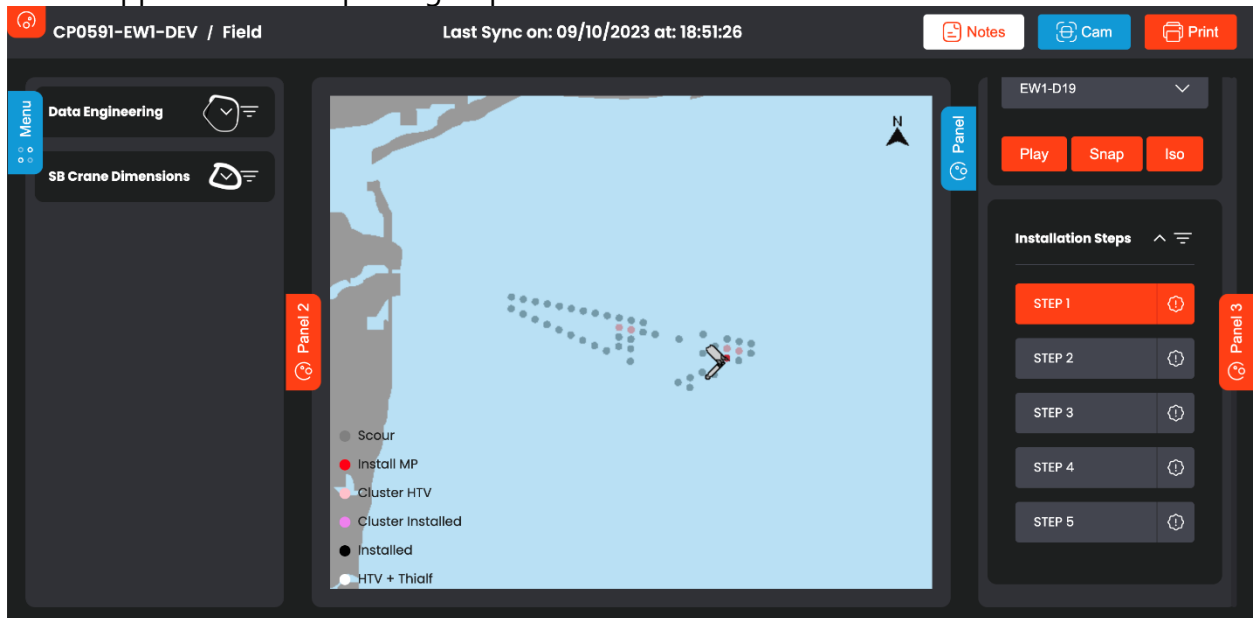 CP0591-EW1-DEV / Field
Last Sync on: 09/10/2023 at: 18:51:26
Notes
Cam
Print
Menu
Data Engineering
SB Crane Dimensions
Panel 2
N
Scour
Install MP
Cluster HTV
Cluster Installed
Installed
HTV + Thialf
Panel
EW1-D19
Play Snap Iso
Installation Steps
STEP 1
STEP 2
STEP 3
STEP 4
STEP 5
Panel 3